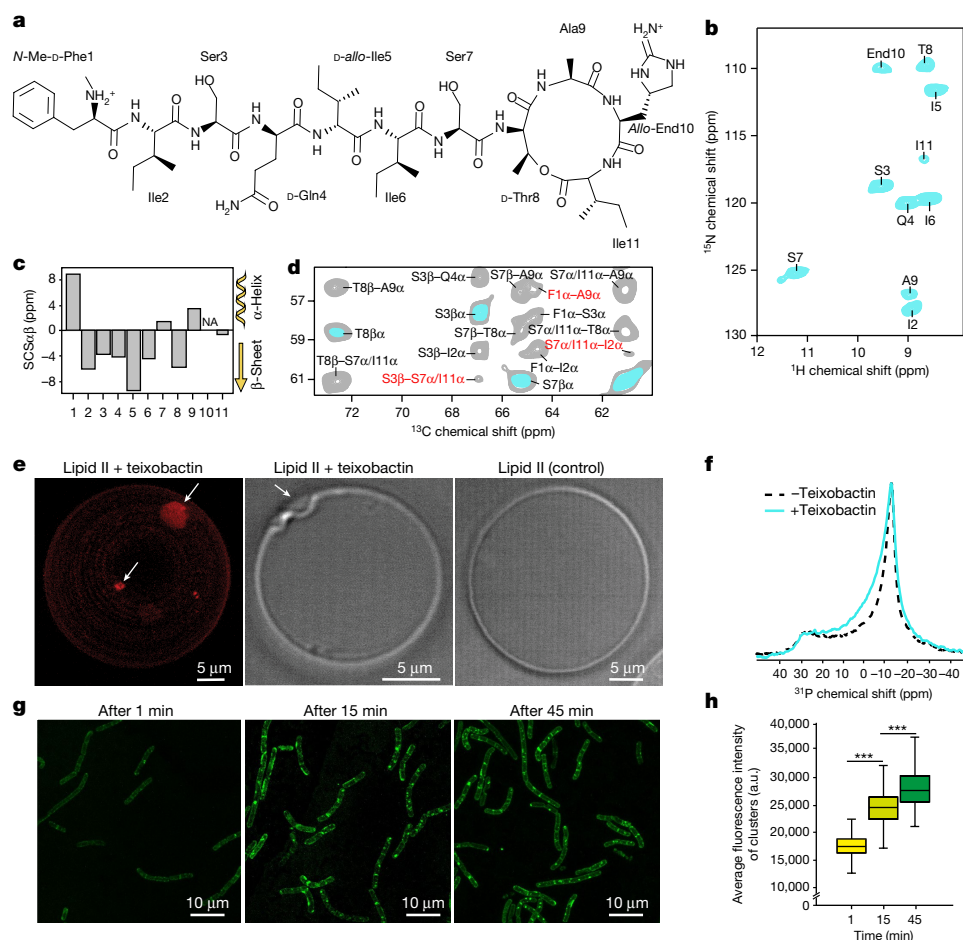 a
N-Me-D-Phe1
Ser3
D-allo-Ile5
Ser7
Ala9
H₂N⁺
NH₂⁺
O
H
N
HO
HN
NH
Allo-End10
Ile2
H₂N
O
D-Gln4
Ile6
D-Thr8
Ile11
b
End10
T8
I5
I11
S3
Q4
I6
S7
A9
I2
110
115
120
125
130
12 11 10 9 8
¹⁵N chemical shift (ppm)
¹H chemical shift (ppm)
c
SCSαβ (ppm)
8
4
0
−4
−8
NA
α-Helix
β-Sheet
1 2 3 4 5 6 7 8 9 10 11
d
S3β–Q4α
S7β–A9α
S7α/I11α–A9α
T8β–A9α
F1α–A9α
S3βα
F1α–S3α
T8βα
S7β–T8α
S7α/I11α–T8α
S7α/I11α–I2α
T8β–S7α/I11α
S3β–I2α
F1α–I2α
S3β–S7α/I11α
S7βα
57
59
61
72 70 68 66 64 62
¹³C chemical shift (ppm)
e
Lipid II + teixobactin
Lipid II + teixobactin
Lipid II (control)
5 μm
5 μm
5 μm
f
−Teixobactin
+Teixobactin
40 30 20 10 0 −10 −20 −30 −40
³¹P chemical shift (ppm)
g
After 1 min
After 15 min
After 45 min
10 μm
10 μm
10 μm
h
Average fluorescence intensity
of clusters (a.u.)
40,000
35,000
30,000
25,000
20,000
15,000
10,000
0
***
***
1 15 45
Time (min)